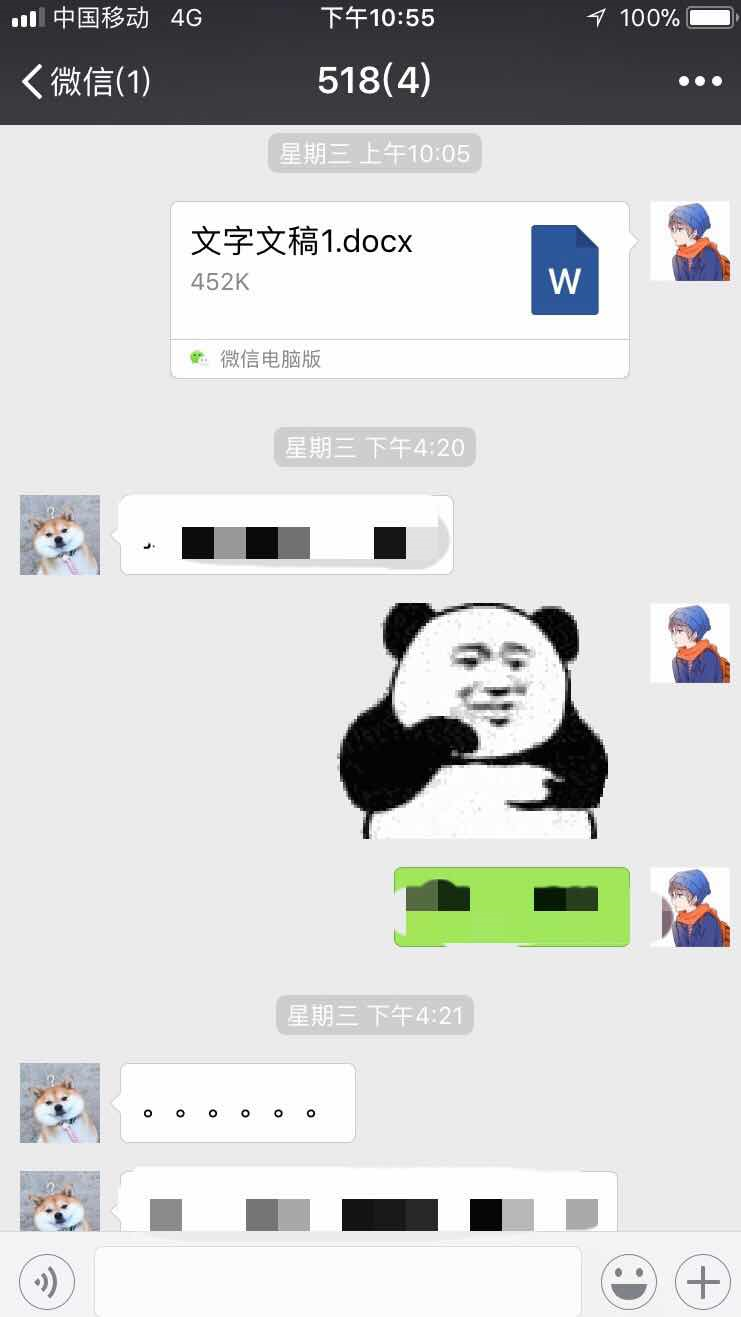 中国移动 4G 下午10:55 100%
微信(1) 518(4)
星期三 上午10:05
文字文稿1.docx
452K
W
微信电脑版
星期三 下午4:20
星期三 下午4:21
。。。。。。